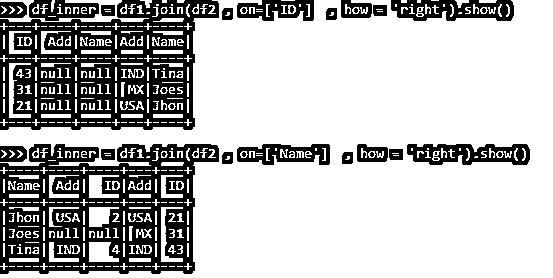 >>> df_inner = df1.join(df2 , on=['ID'] , how = 'right').show()
+---+----+----+---+----+
| ID| Add|Name|Add|Name|
+---+----+----+---+----+
| 43|null|null|IND|Tina|
| 31|null|null| MX|Joes|
| 21|null|null|USA|Jhon|
+---+----+----+---+----+
>>> df_inner = df1.join(df2 , on=['Name'] , how = 'right').show()
+----+----+----+---+---+
|Name| Add|  ID|Add| ID|
+----+----+----+---+---+
|Jhon| USA|   2|USA| 21|
|Joes|null|null| MX| 31|
|Tina| IND|   4|IND| 43|
+----+----+----+---+---+